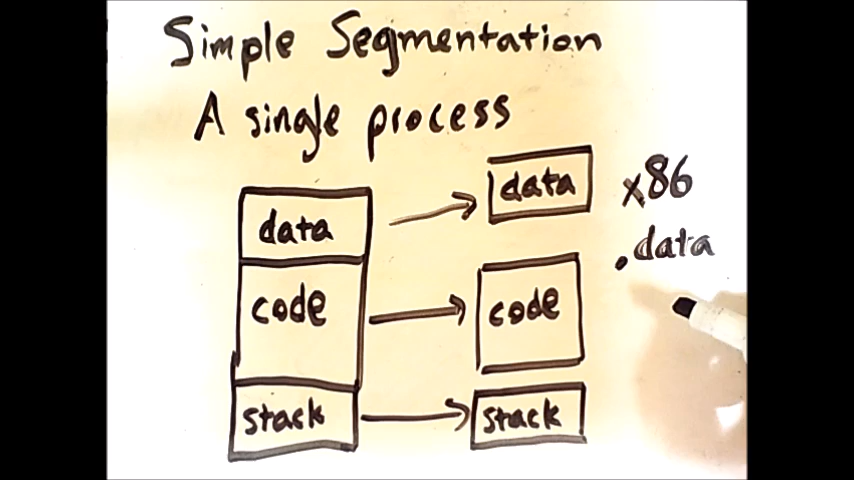 Simple Segmentation
A single process
data
code
stack
data
code
stack
x86
.data